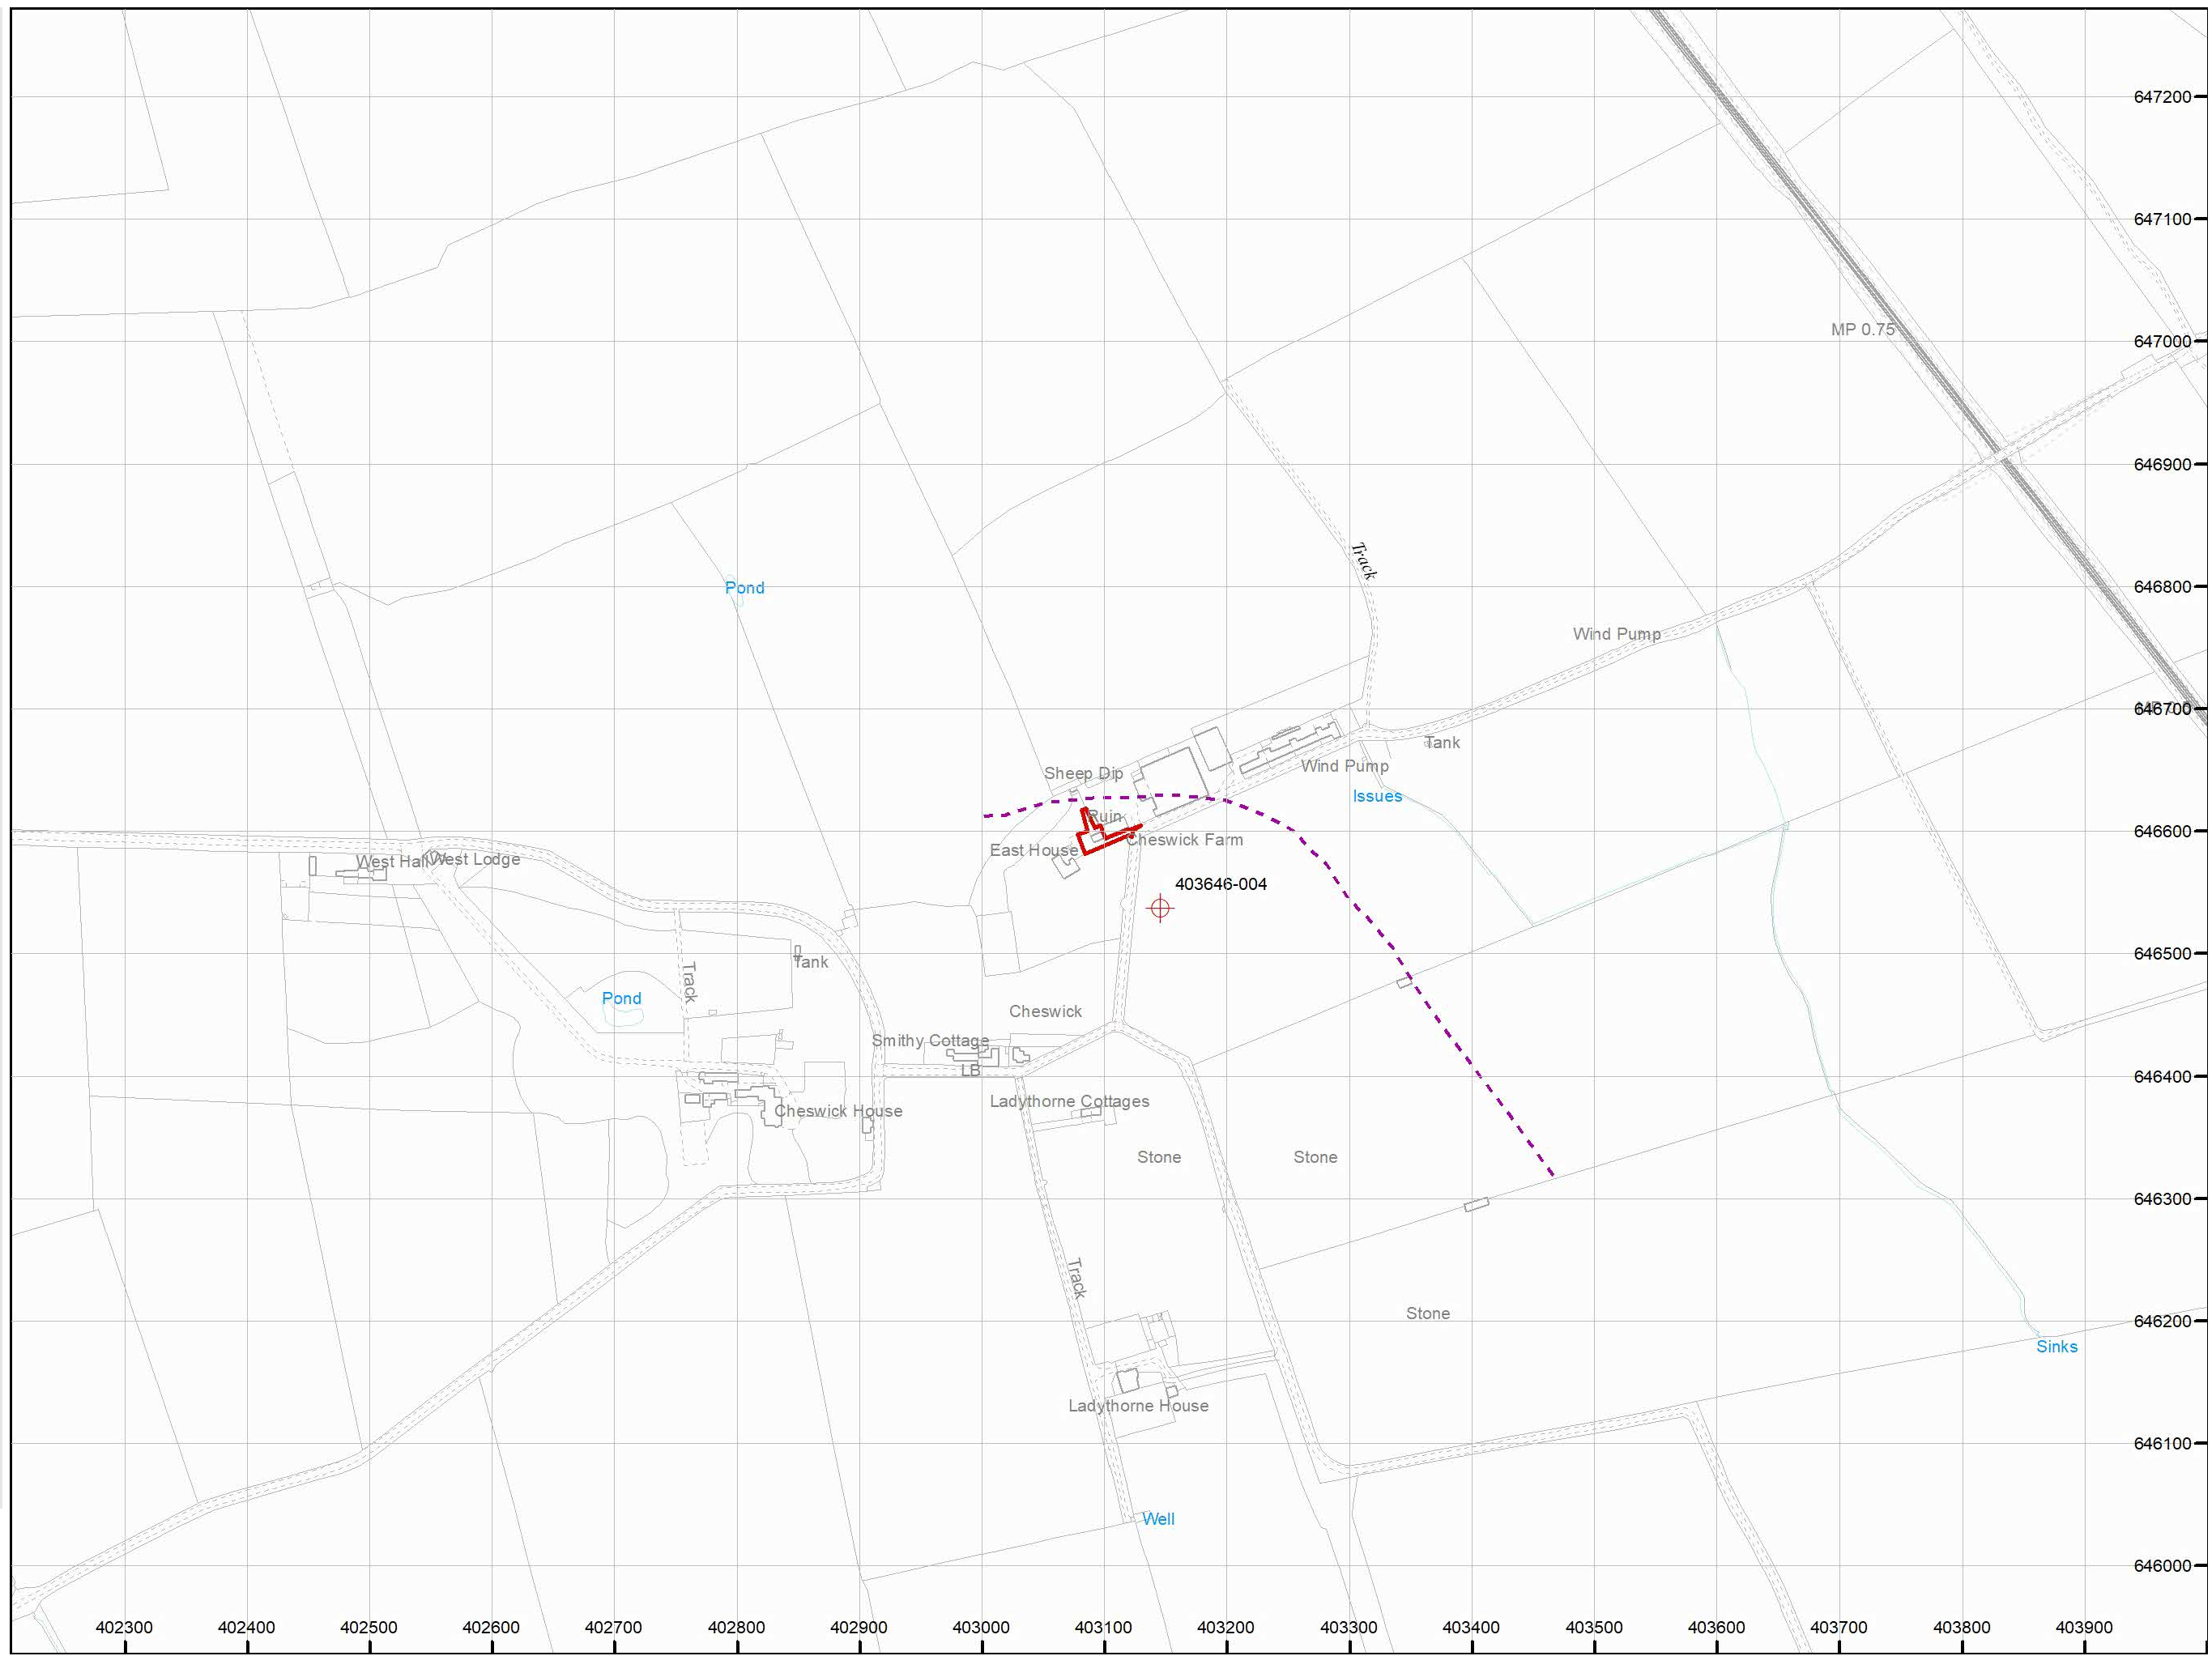 647200
647100
MP 0.75
647000
646900
Track
Pond
646800
Wind Pump
646700
Tank
Sheep Dip
Wind Pump
Issues
Ruin
646600
Cheswick Farm
East House
West Hall
West Lodge
403646-004
646500
Tank
Track
Pond
Cheswick
Smithy Cottage
LB
646400
Ladythorne Cottages
Cheswick House
Stone
Stone
646300
Track
Stone
646200
Sinks
Ladythorne House
646100
Well
646000
402300 402400 402500 402600 402700 402800 402900 403000 403100 403200 403300 403400 403500 403600 403700 403800 403900